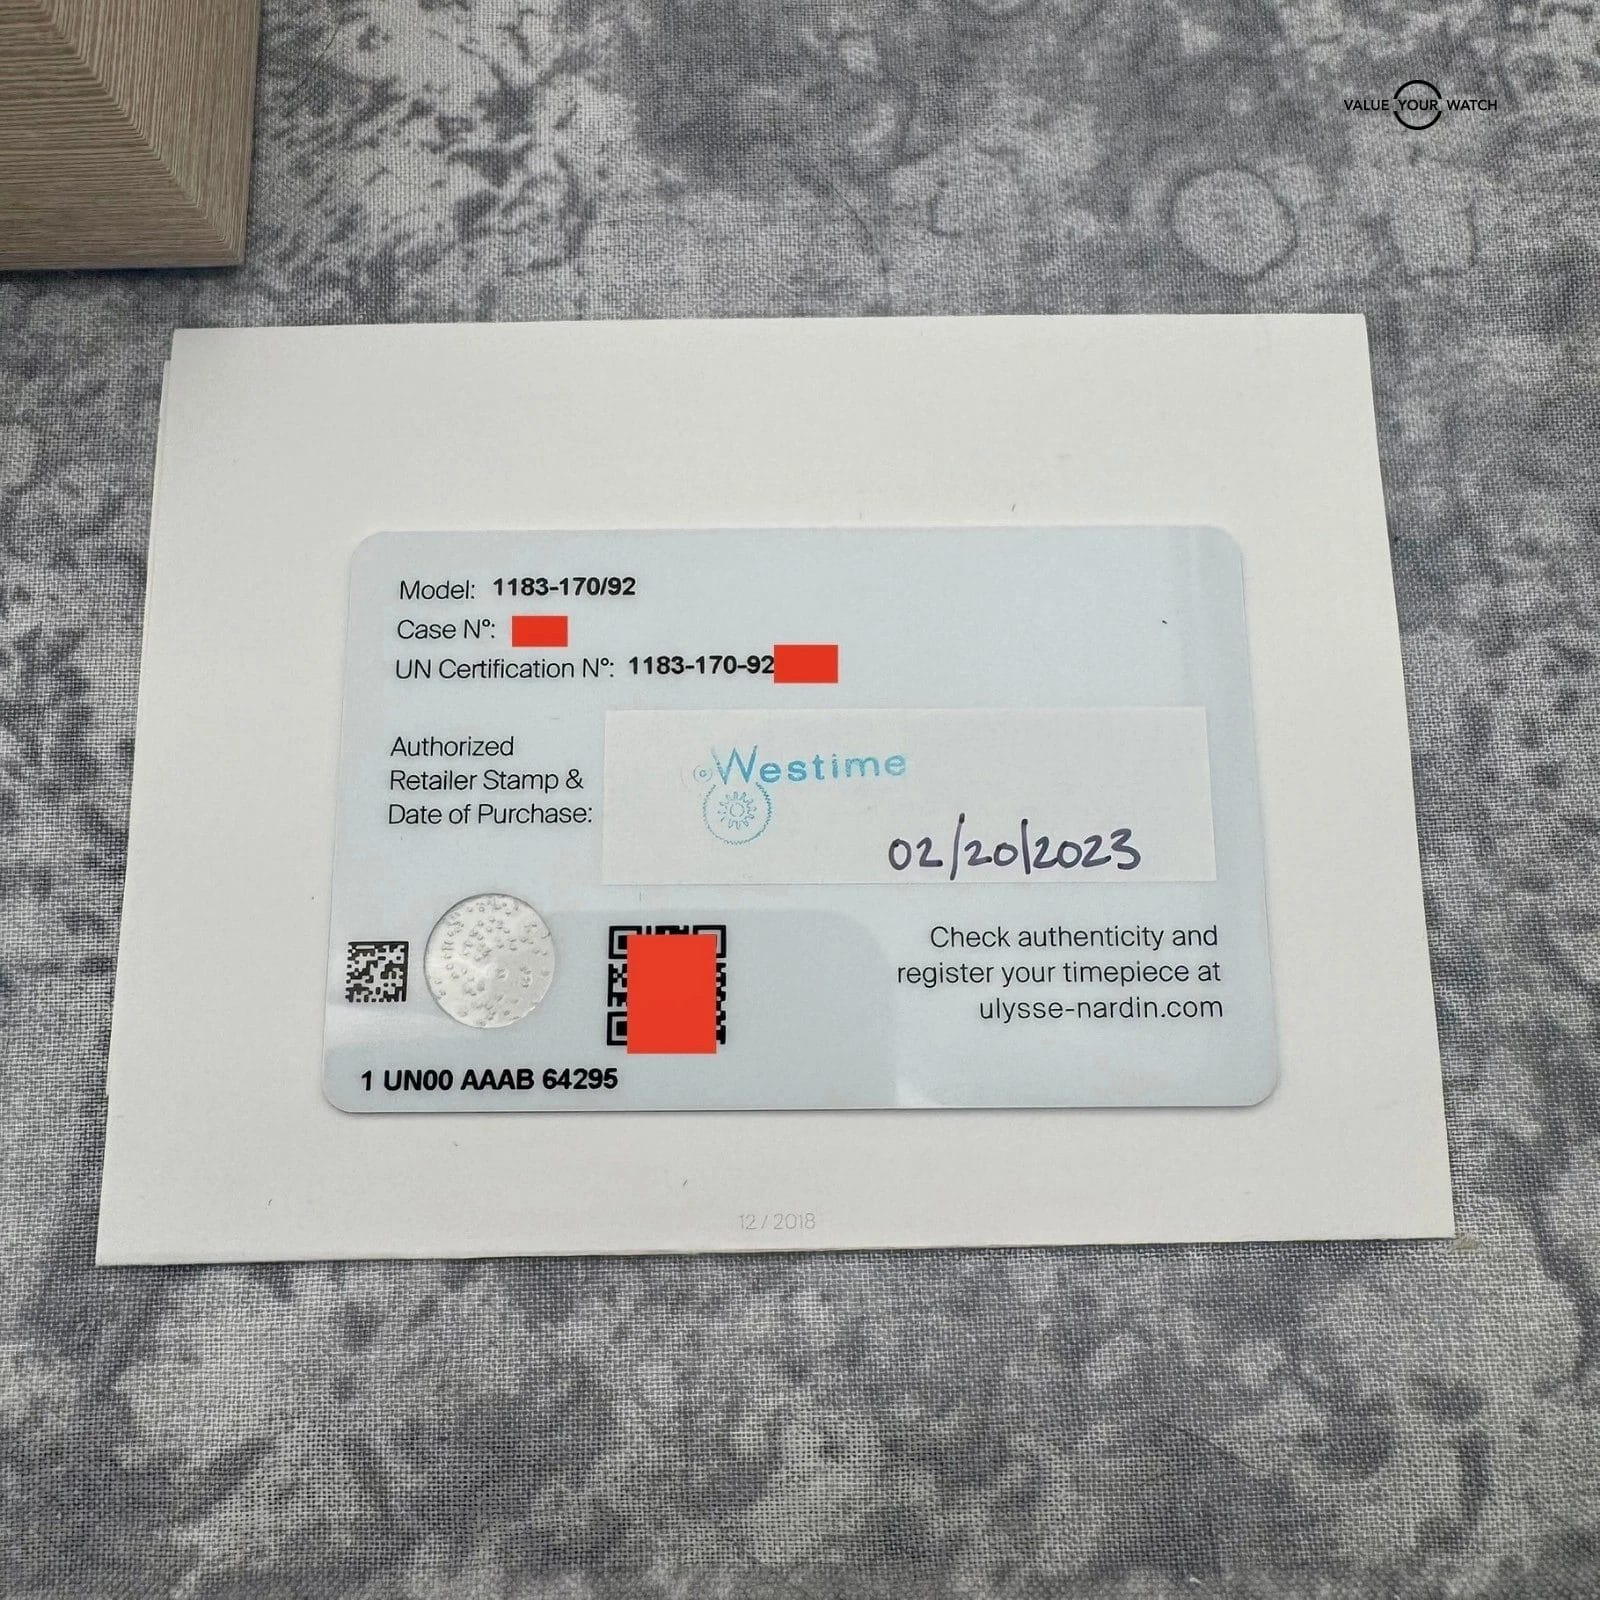 VALUE YOUR WATCH
Model: 1183-170/92
Case Nº:
UN Certification Nº: 1183-170-92
Authorized
Retailer Stamp &
Date of Purchase:
Westime
02/20/2023
Check authenticity and
register your timepiece at
ulysse-nardin.com
1 UN00 AAAB 64295
12 / 2018